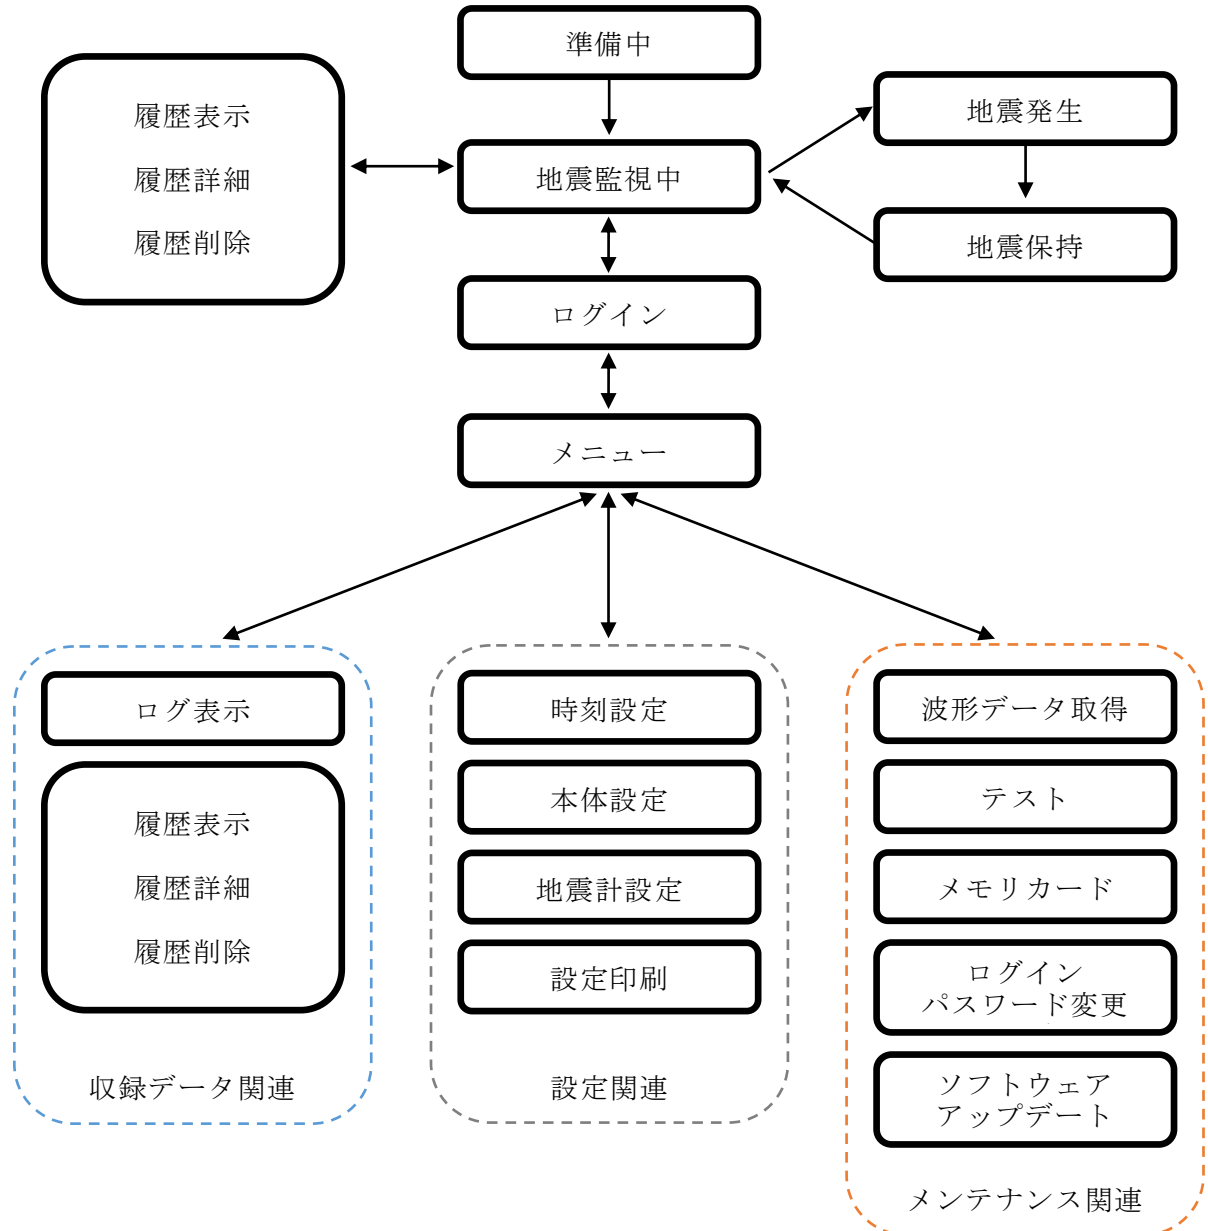 準備中
履歴表示
履歴詳細
履歴削除
地震監視中
地震発生
地震保持
ログイン
メニュー
ログ表示
履歴表示
履歴詳細
履歴削除
収録データ関連
時刻設定
本体設定
地震計設定
設定印刷
設定関連
波形データ取得
テスト
メモリカード
ログイン
パスワード変更
ソフトウェア
アップデート
メンテナンス関連